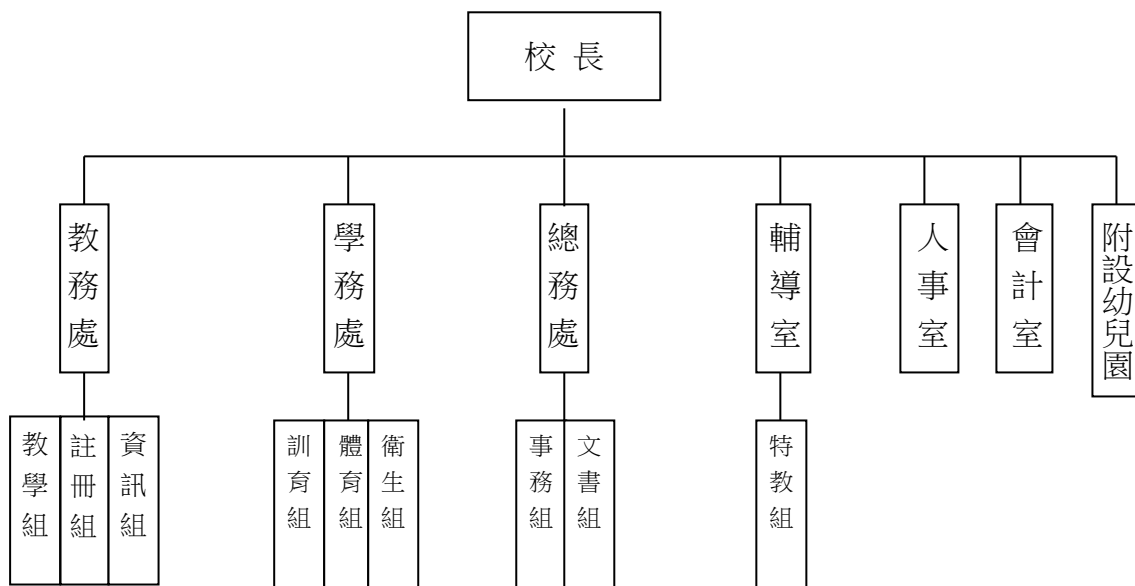 校長
教務處
學務處
總務處
輔導室
人事室
會計室
附設幼兒園
教學組
註冊組
資訊組
訓育組
體育組
衛生組
事務組
文書組
特教組